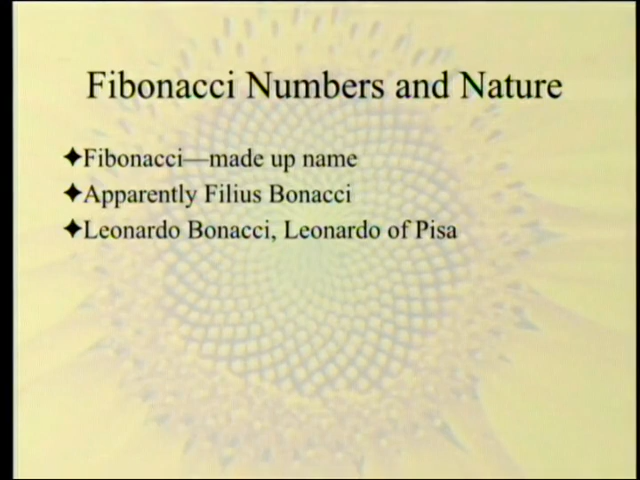 Fibonacci Numbers and Nature
✦Fibonacci—made up name
✦Apparently Filius Bonacci
✦Leonardo Bonacci, Leonardo of Pisa